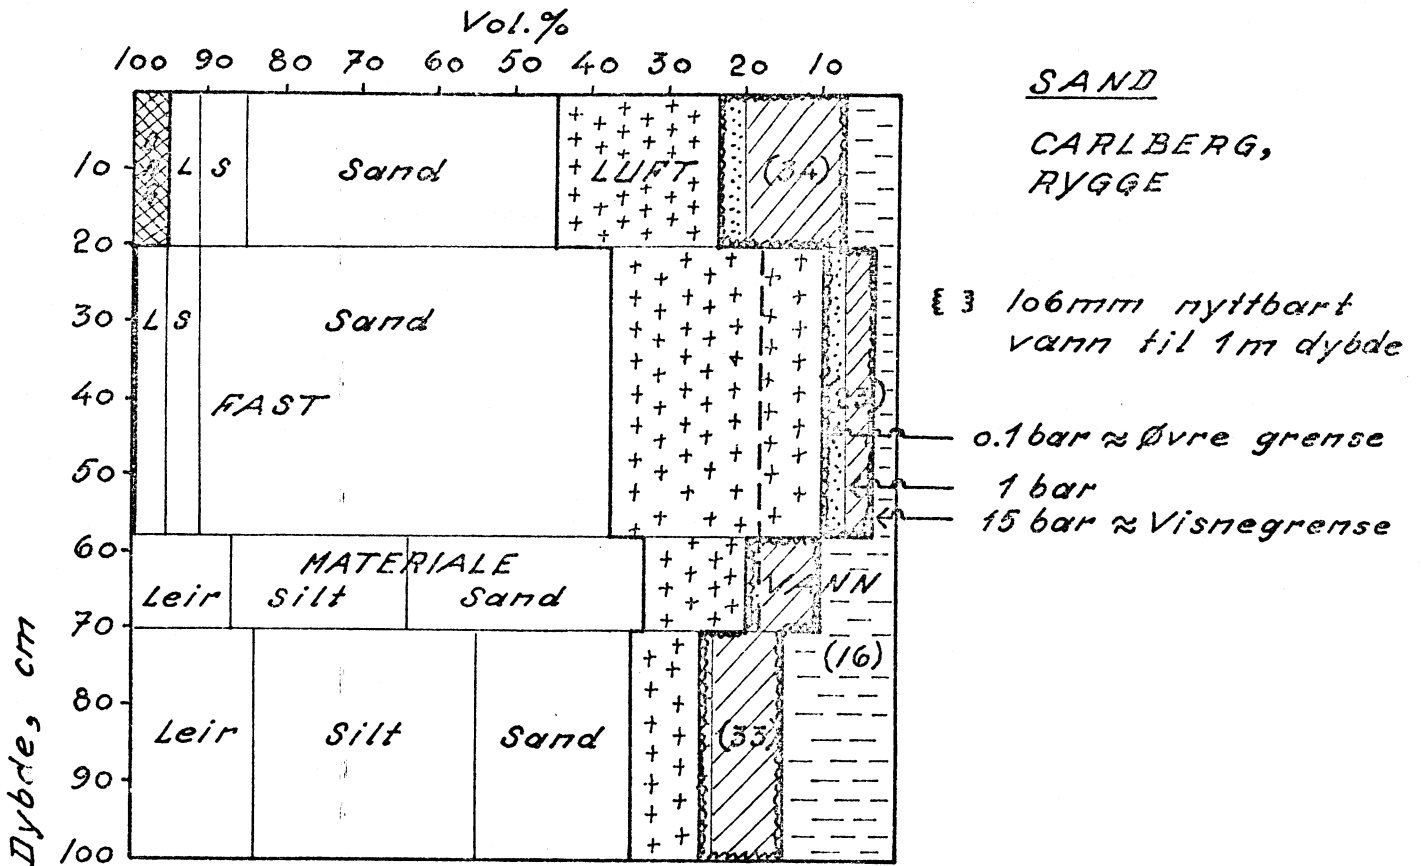 Vol.%
100 90 80 70 60 50 40 30 20 10
SAND
CARLBERG,
RYGGE
10 L S Sand LUFT (34)
20
30 L S Sand
106mm nyttbart
vann til 1m dybde
40 FAST
0.1 bar ≈ Øvre grense
50
1 bar
15 bar ≈ Visnegrense
60 MATERIALE VANN
Leir Silt Sand
70
(16)
80 Leir Silt Sand (33)
90
100
Dybde, cm